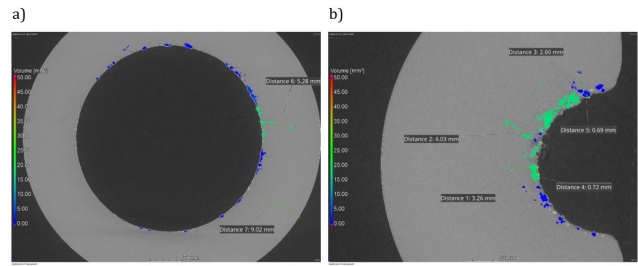 a)
b)
Volume [mm³]
50.00
45.00
40.00
35.00
30.00
25.00
20.00
15.00
10.00
5.00
0.00
Distance 6: 5.28 mm
Distance 7: 9.02 mm
Volume [mm³]
50.00
45.00
40.00
35.00
30.00
25.00
20.00
15.00
10.00
5.00
0.00
Distance 3: 2.60 mm
Distance 2: 4.03 mm
Distance 5: 0.69 mm
Distance 4: 0.72 mm
Distance 1: 3.26 mm